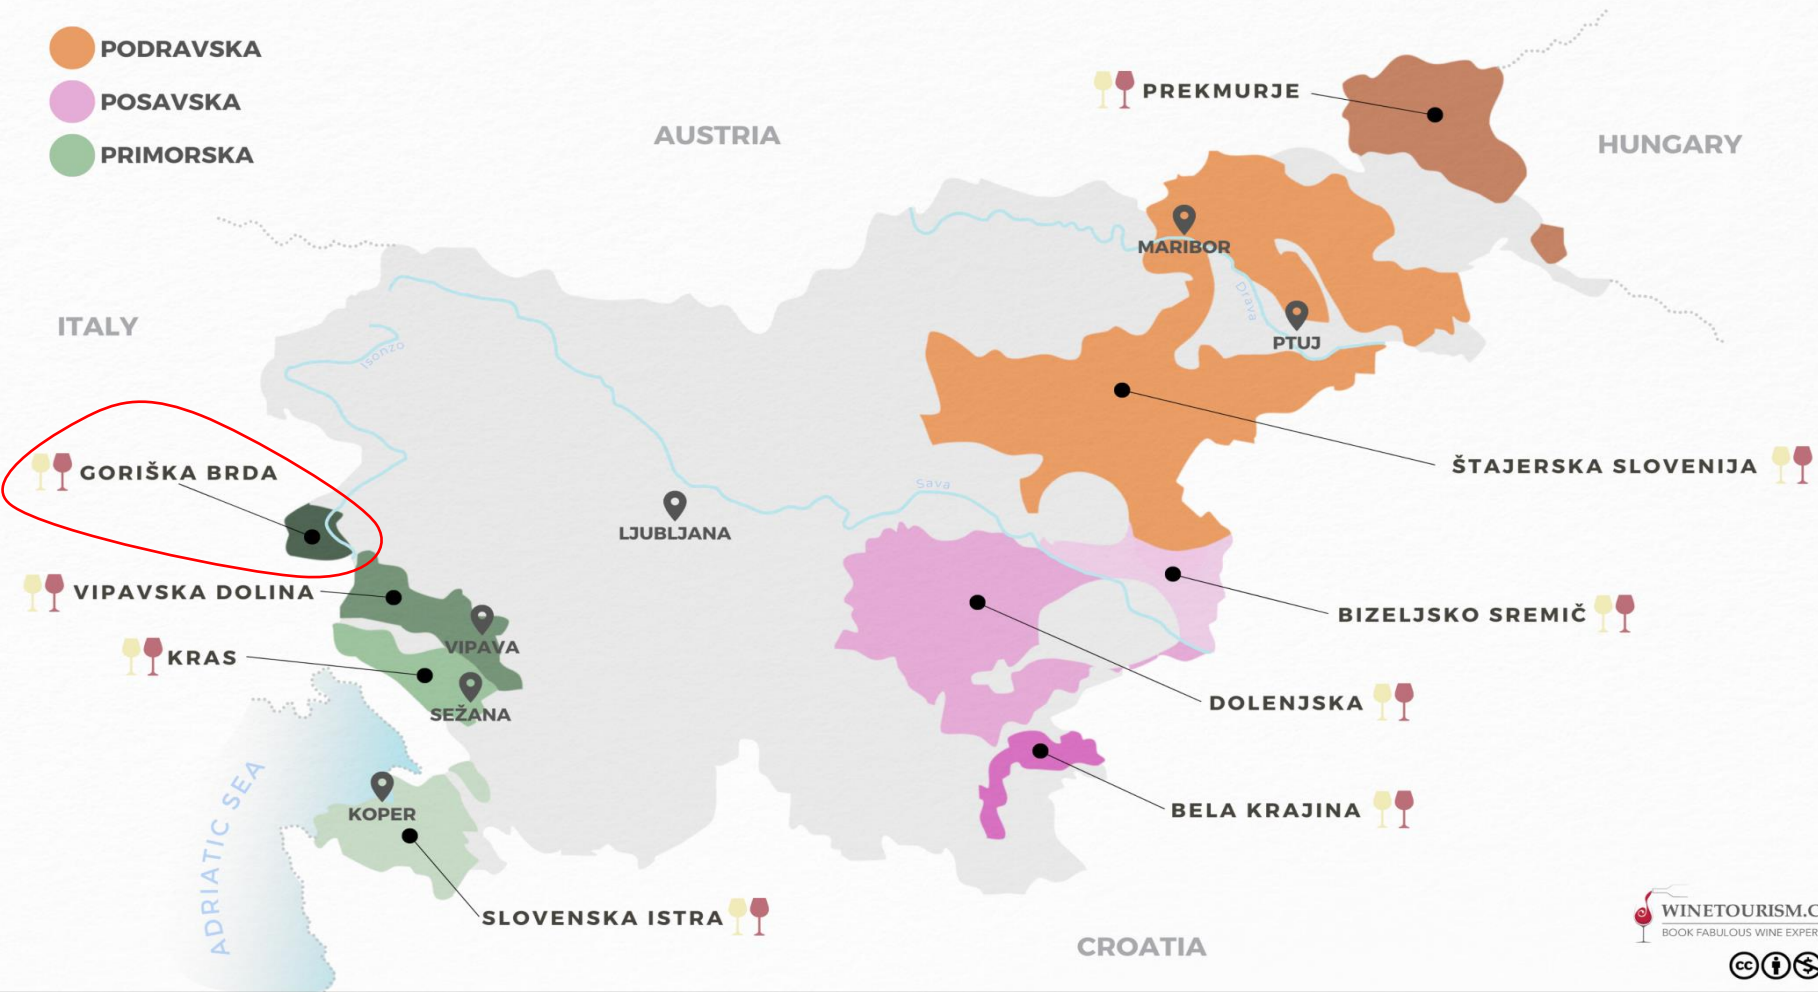 PODRAVSKA
POSAVSKA
PRIMORSKA
AUSTRIA
PREKMURJE
HUNGARY
MARIBOR
Drava
PTUJ
ITALY
Isonzo
GORIŠKA BRDA
ŠTAJERSKA SLOVENIJA
Sava
LJUBLJANA
VIPAVSKA DOLINA
BIZELJSKO SREMIČ
VIPAVA
KRAS
DOLENJSKA
SEŽANA
ADRIATIC SEA
KOPER
BELA KRAJINA
SLOVENSKA ISTRA
CROATIA
WINETOURISM.C
BOOK FABULOUS WINE EXPER
cc